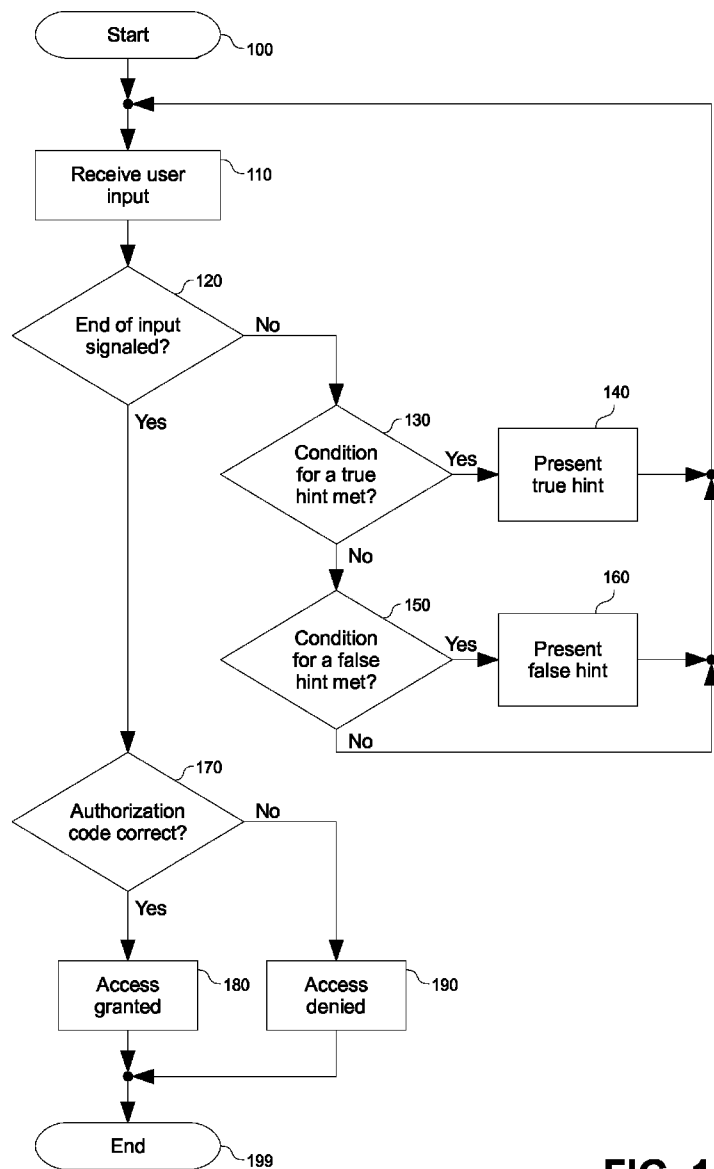 Start
100
Receive user
input
110
120
End of input
signaled?
No
Yes
130
Condition
for a true
hint met?
Yes
140
Present
true hint
No
150
Condition
for a false
hint met?
Yes
160
Present
false hint
No
170
Authorization
code correct?
No
Yes
Access
granted
180
Access
denied
190
End
199
FIG. 1